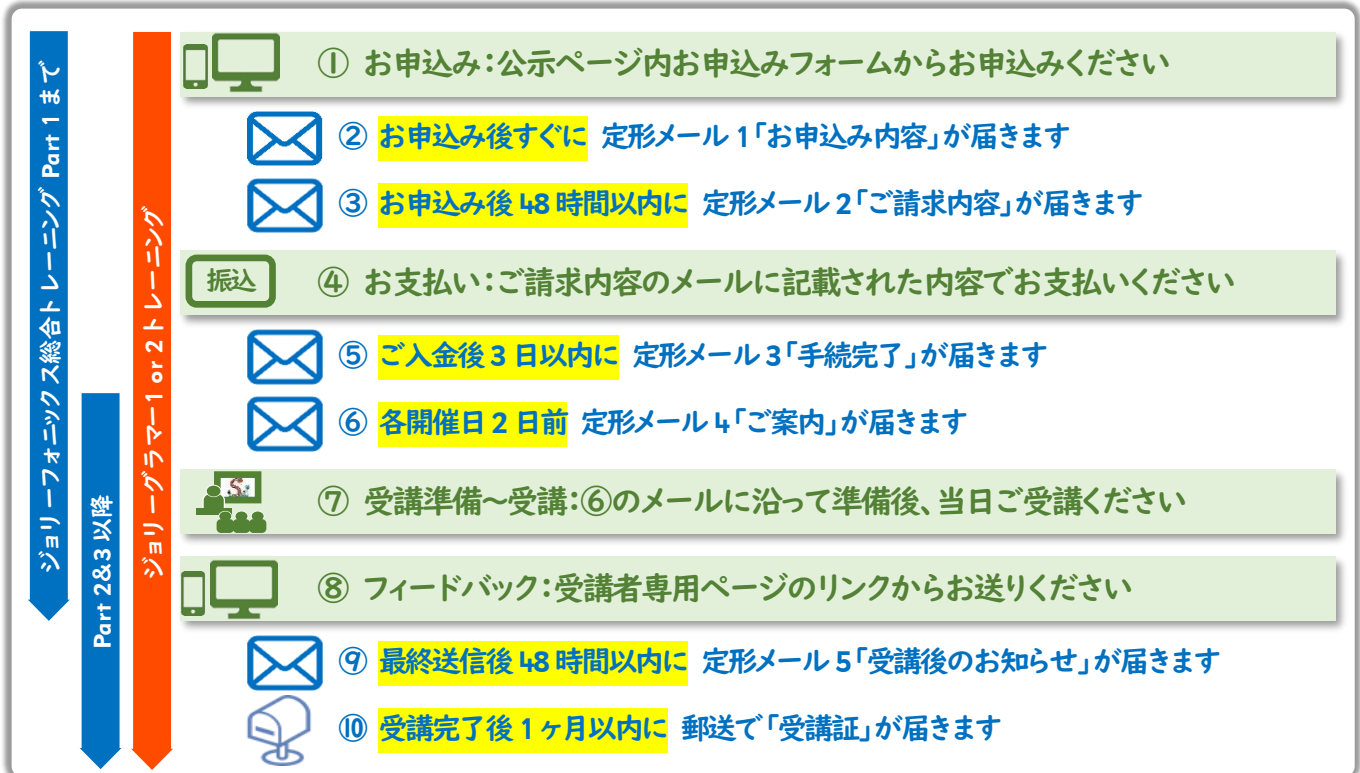 ジョリーフォニックス総合トレーニング Part 1 まで
Part 2&3 以降
ジョリーグラマー1 or 2 トレーニング
① お申込み:公示ページ内お申込みフォームからお申込みください
② お申込み後すぐに 定形メール 1「お申込み内容」が届きます
③ お申込み後 48 時間以内に 定形メール 2「ご請求内容」が届きます
振込 ④ お支払い:ご請求内容のメールに記載された内容でお支払いください
⑤ ご入金後 3 日以内に 定形メール 3「手続完了」が届きます
⑥ 各開催日 2 日前 定形メール 4「ご案内」が届きます
⑦ 受講準備~受講:⑥のメールに沿って準備後、当日ご受講ください
⑧ フィードバック:受講者専用ページのリンクからお送りください
⑨ 最終送信後 48 時間以内に 定形メール 5「受講後のお知らせ」が届きます
⑩ 受講完了後 1 ヶ月以内に 郵送で「受講証」が届きます